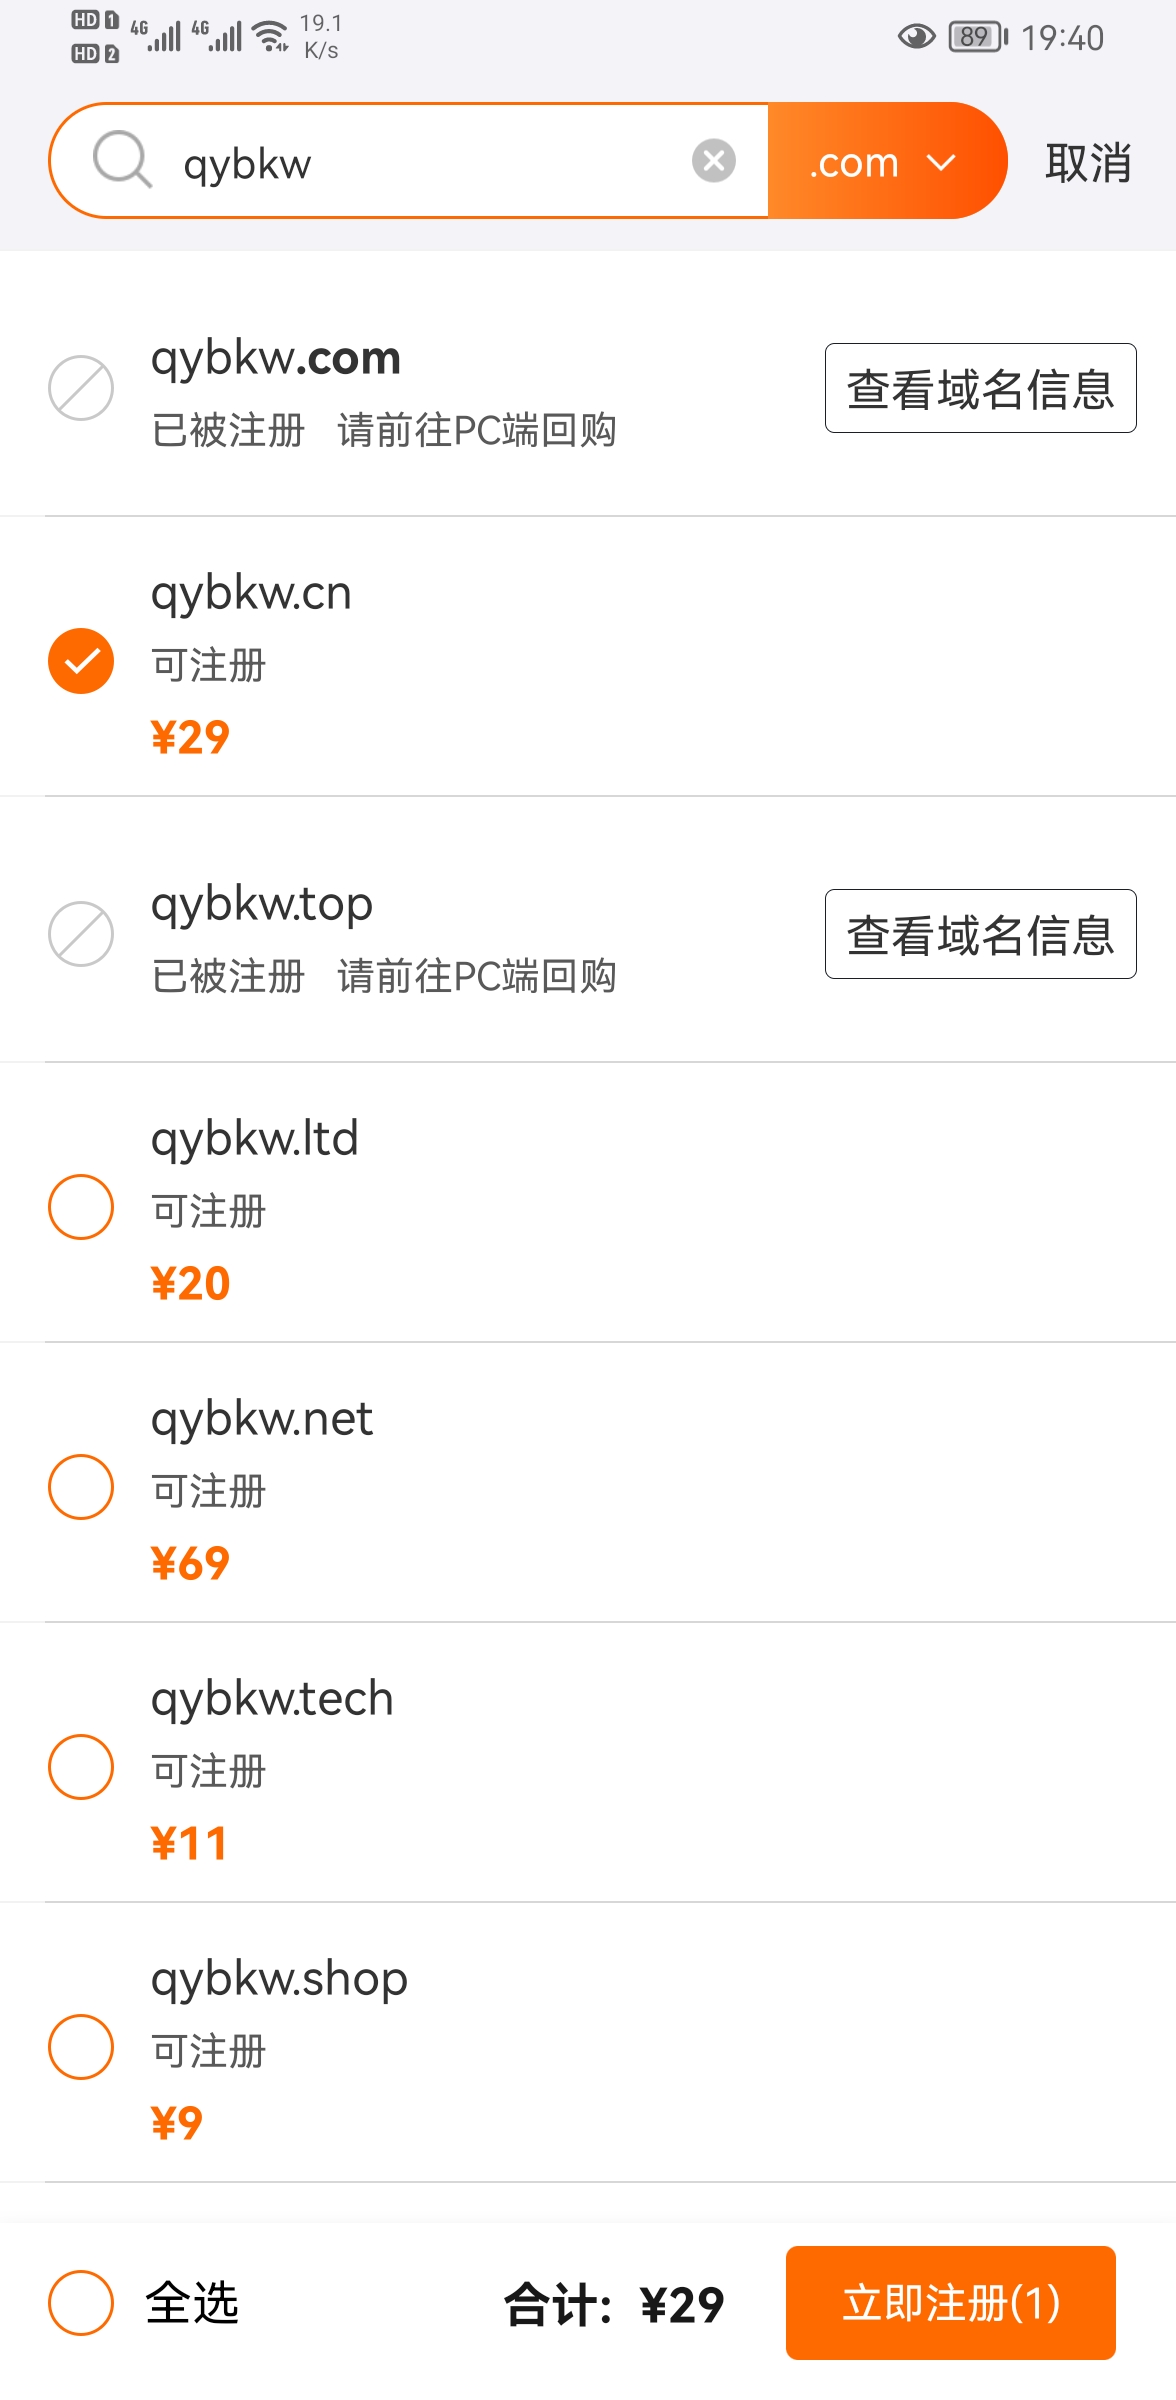 HD 1 4G 4G 19.1 K/s 89 19:40
HD 2
qybkw .com 取消
qybkw.com
已被注册 请前往PC端回购
查看域名信息
qybkw.cn
可注册
¥29
qybkw.top
已被注册 请前往PC端回购
查看域名信息
qybkw.ltd
可注册
¥20
qybkw.net
可注册
¥69
qybkw.tech
可注册
¥11
qybkw.shop
可注册
¥9
全选 合计: ¥29 立即注册(1)